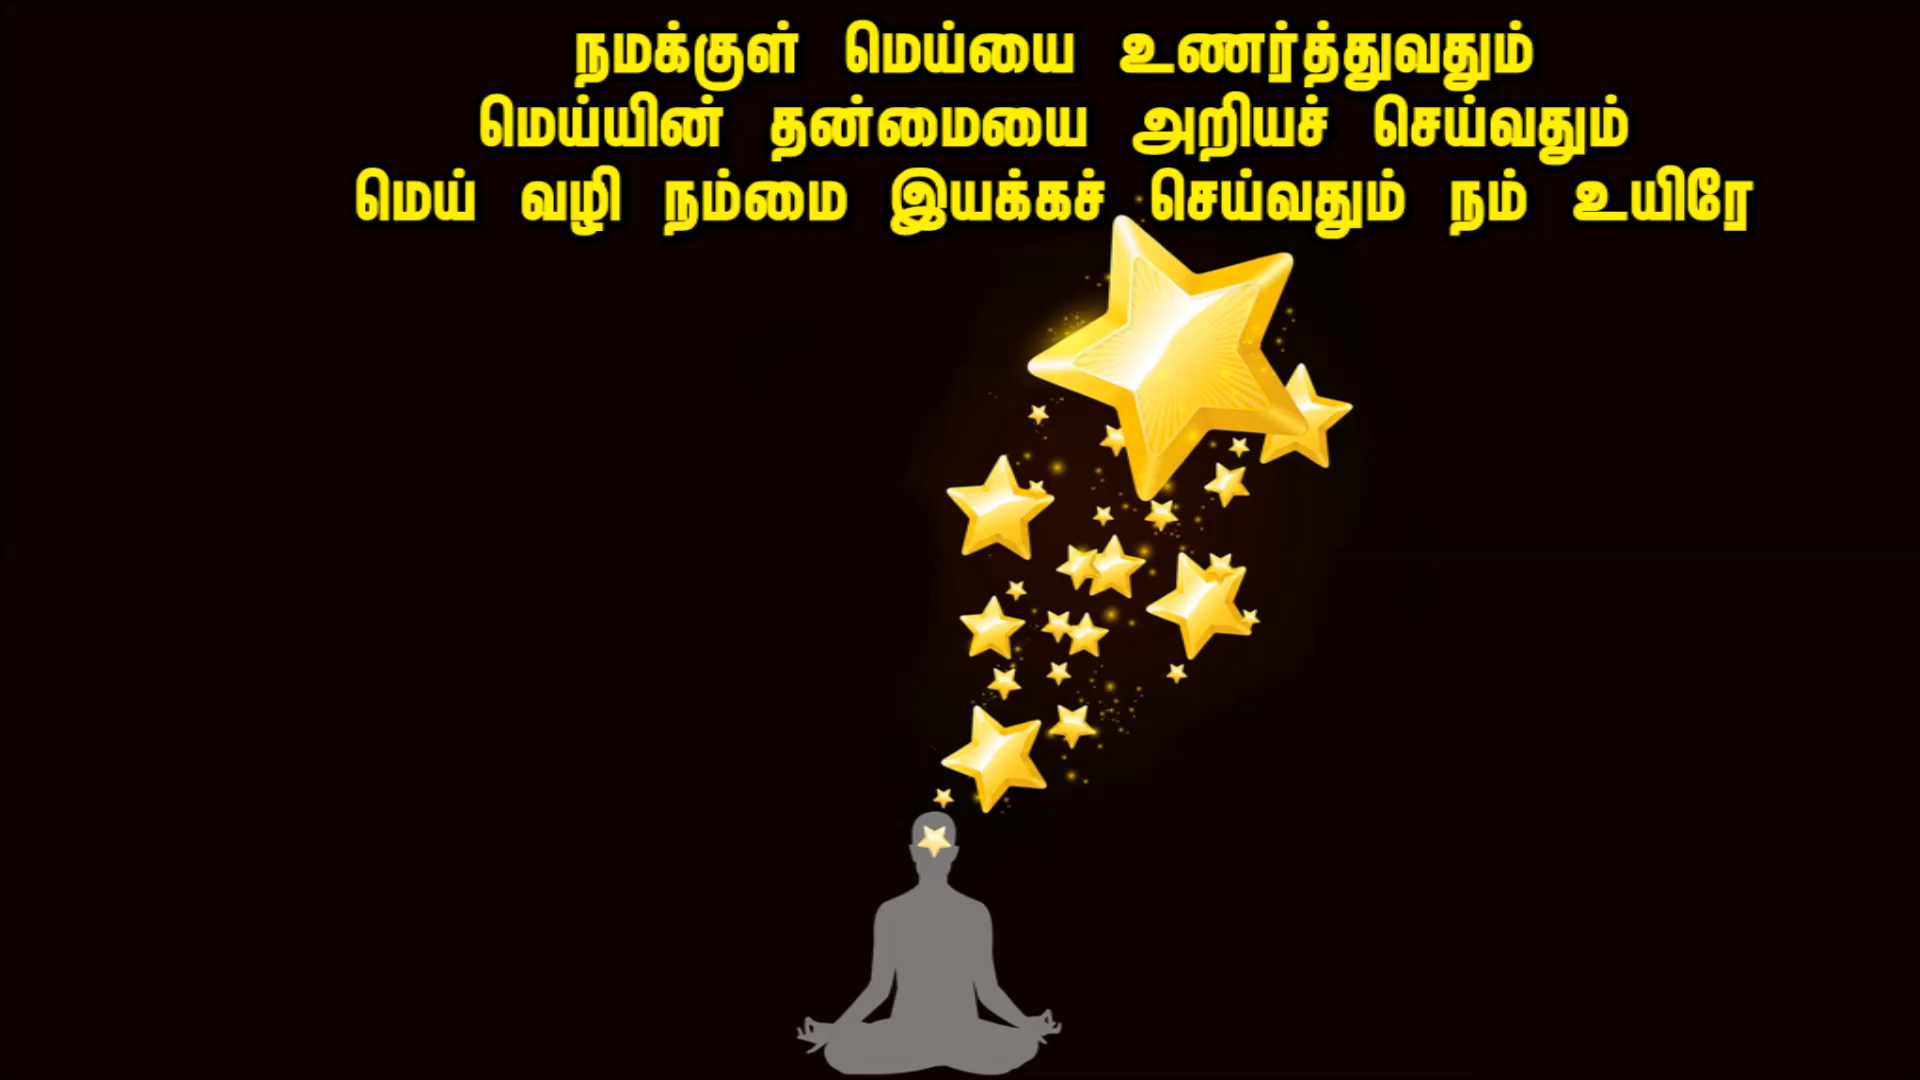 நமக்குள் மெய்யை உணர்த்துவதும்
மெய்யின் தன்மையை அறியச் செய்வதும்
மெய் வழி நம்மை இயக்கச் செய்வதும் நம் உயிரே